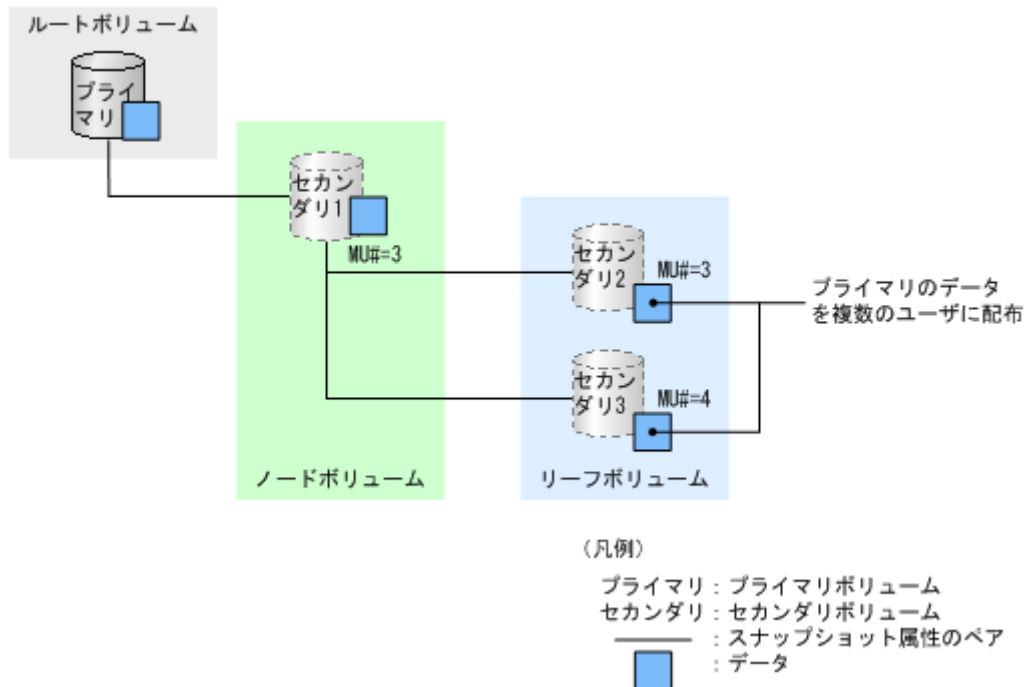 ルートボリューム
プライ
マリ
セカン
ダリ1
MU#=3
セカン
ダリ2
MU#=3
プライマリのデータ
を複数のユーザに配布
セカン
ダリ3
MU#=4
ノードボリューム
リーフボリューム
（凡例）
プライマリ：プライマリボリューム
セカンダリ：セカンダリボリューム
：スナップショット属性のペア
：データ